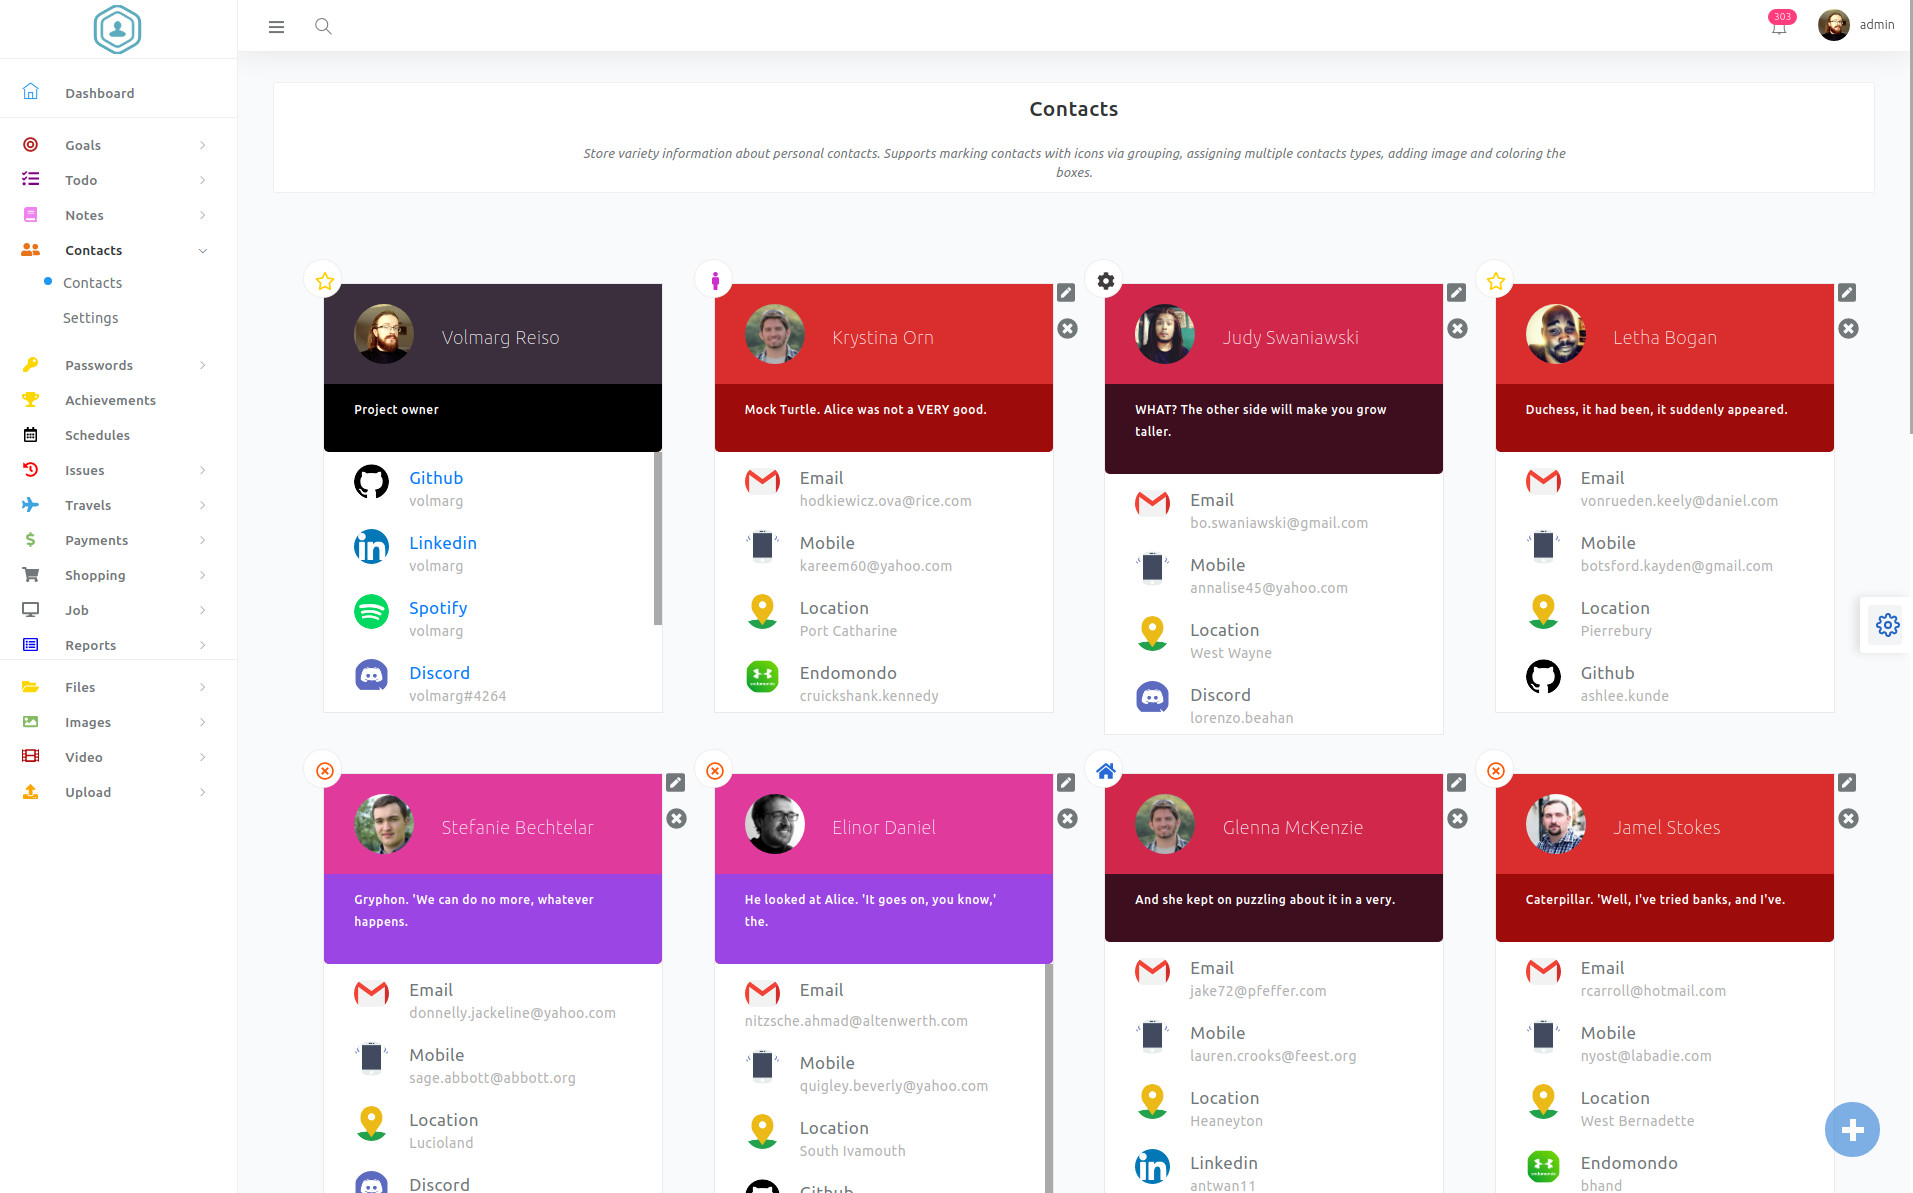 303
admin
Dashboard
Goals
Todo
Notes
Contacts
Contacts
Settings
Passwords
Achievements
Schedules
Issues
Travels
Payments
Shopping
Job
Reports
Files
Images
Video
Upload
Contacts
Store variety information about personal contacts. Supports marking contacts with icons via grouping, assigning multiple contacts types, adding image and coloring the
boxes.
Volmarg Reiso
Project owner
Github
volmarg
Linkedin
volmarg
Spotify
volmarg
Discord
volmarg#4264
Krystina Orn
Mock Turtle. Alice was not a VERY good.
Email
hodkiewicz.ova@rice.com
Mobile
kareem60@yahoo.com
Location
Port Catharine
Endomondo
cruickshank.kennedy
Judy Swaniawski
WHAT? The other side will make you grow
taller.
Email
bo.swaniawski@gmail.com
Mobile
annalise45@yahoo.com
Location
West Wayne
Discord
lorenzo.beahan
Letha Bogan
Duchess, it had been, it suddenly appeared.
Email
vonrueden.keely@daniel.com
Mobile
botsford.kayden@gmail.com
Location
Pierrebury
Github
ashlee.kunde
Stefanie Bechtelar
Gryphon. 'We can do no more, whatever
happens.
Email
donnelly.jackeline@yahoo.com
Mobile
sage.abbott@abbott.org
Location
Lucioland
Discord
Elinor Daniel
He looked at Alice. 'It goes on, you know,'
the.
Email
nitzsche.ahmad@altenwerth.com
Mobile
quigley.beverly@yahoo.com
Location
South Ivamouth
Github
Glenna McKenzie
And she kept on puzzling about it in a very.
Email
jake72@pfeffer.com
Mobile
lauren.crooks@feest.org
Location
Heaneyton
Linkedin
antwan11
Jamel Stokes
Caterpillar. 'Well, I've tried banks, and I've.
Email
rcarroll@hotmail.com
Mobile
nyost@labadie.com
Location
West Bernadette
Endomondo
bhand